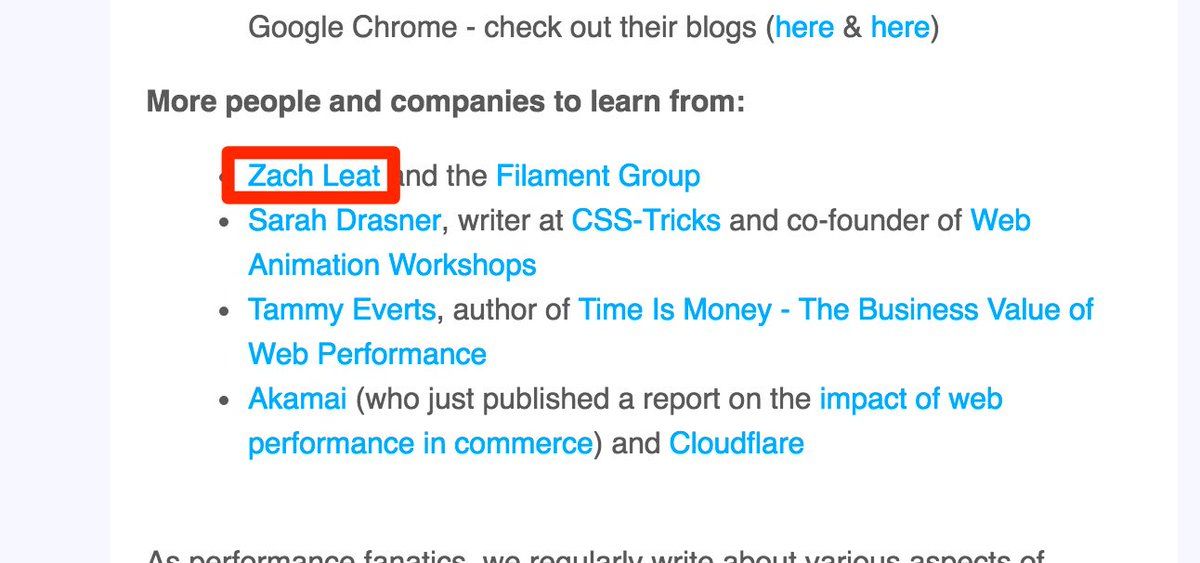 Google Chrome - check out their blogs (here & here)
More people and companies to learn from:
Zach Leat and the Filament Group
Sarah Drasner, writer at CSS-Tricks and co-founder of Web
Animation Workshops
Tammy Everts, author of Time Is Money - The Business Value of
Web Performance
Akamai (who just published a report on the impact of web
performance in commerce) and Cloudflare
As performance fanatics, we regularly write about various aspects of